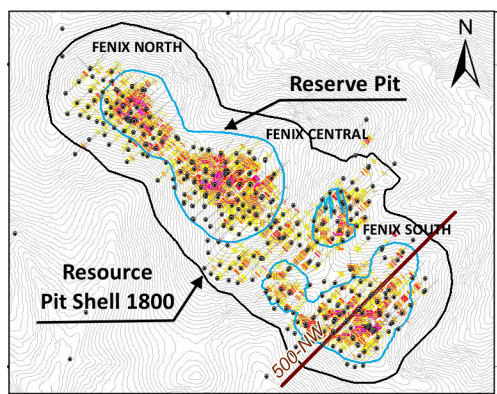 N
FENIX NORTH
Reserve Pit
FENIX CENTRAL
FENIX SOUTH
Resource
Pit Shell 1800
500-NW